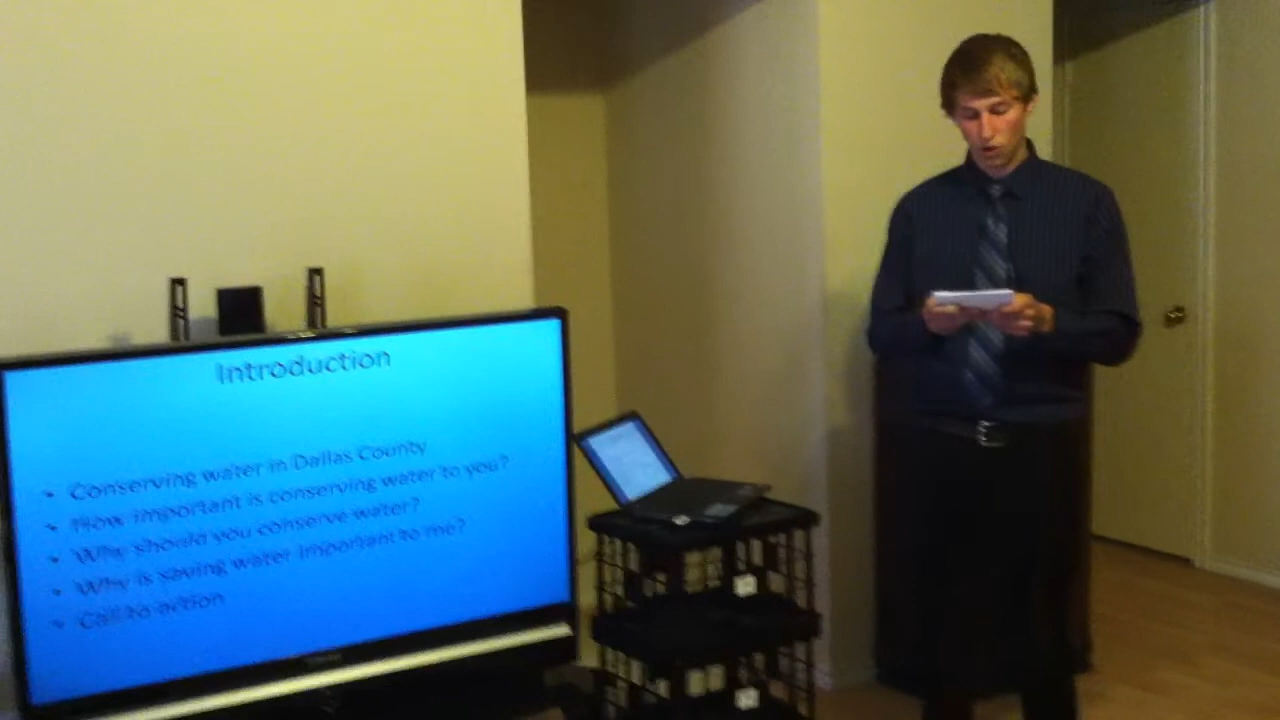 Introduction
Conserving water in Dallas County
How important is conserving water to you?
Why should you conserve water?
Why is saving water important to me?
Call to action